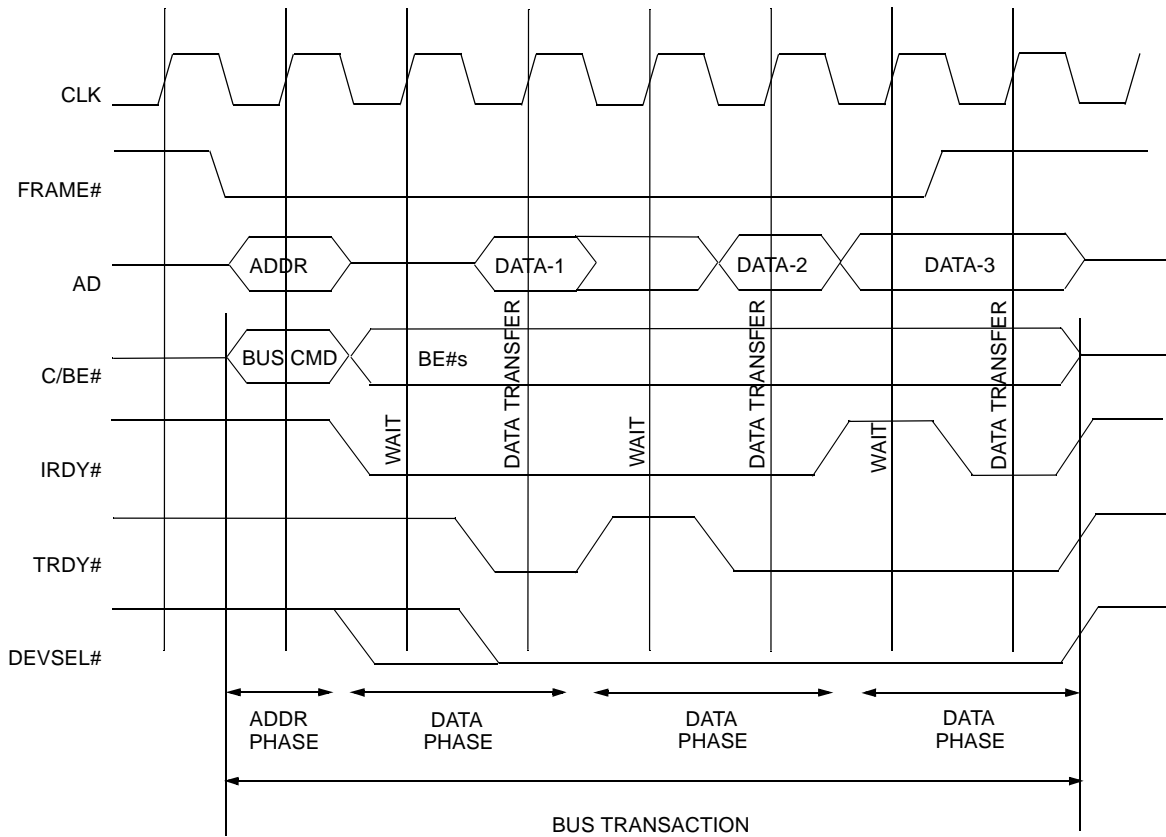 CLK
FRAME#
AD
ADDR
DATA-1
DATA-2
DATA-3
C/BE#
BUS CMD
BE#s
IRDY#
WAIT
DATA TRANSFER
WAIT
DATA TRANSFER
WAIT
DATA TRANSFER
TRDY#
DEVSEL#
ADDR
PHASE
DATA
PHASE
DATA
PHASE
DATA
PHASE
BUS TRANSACTION